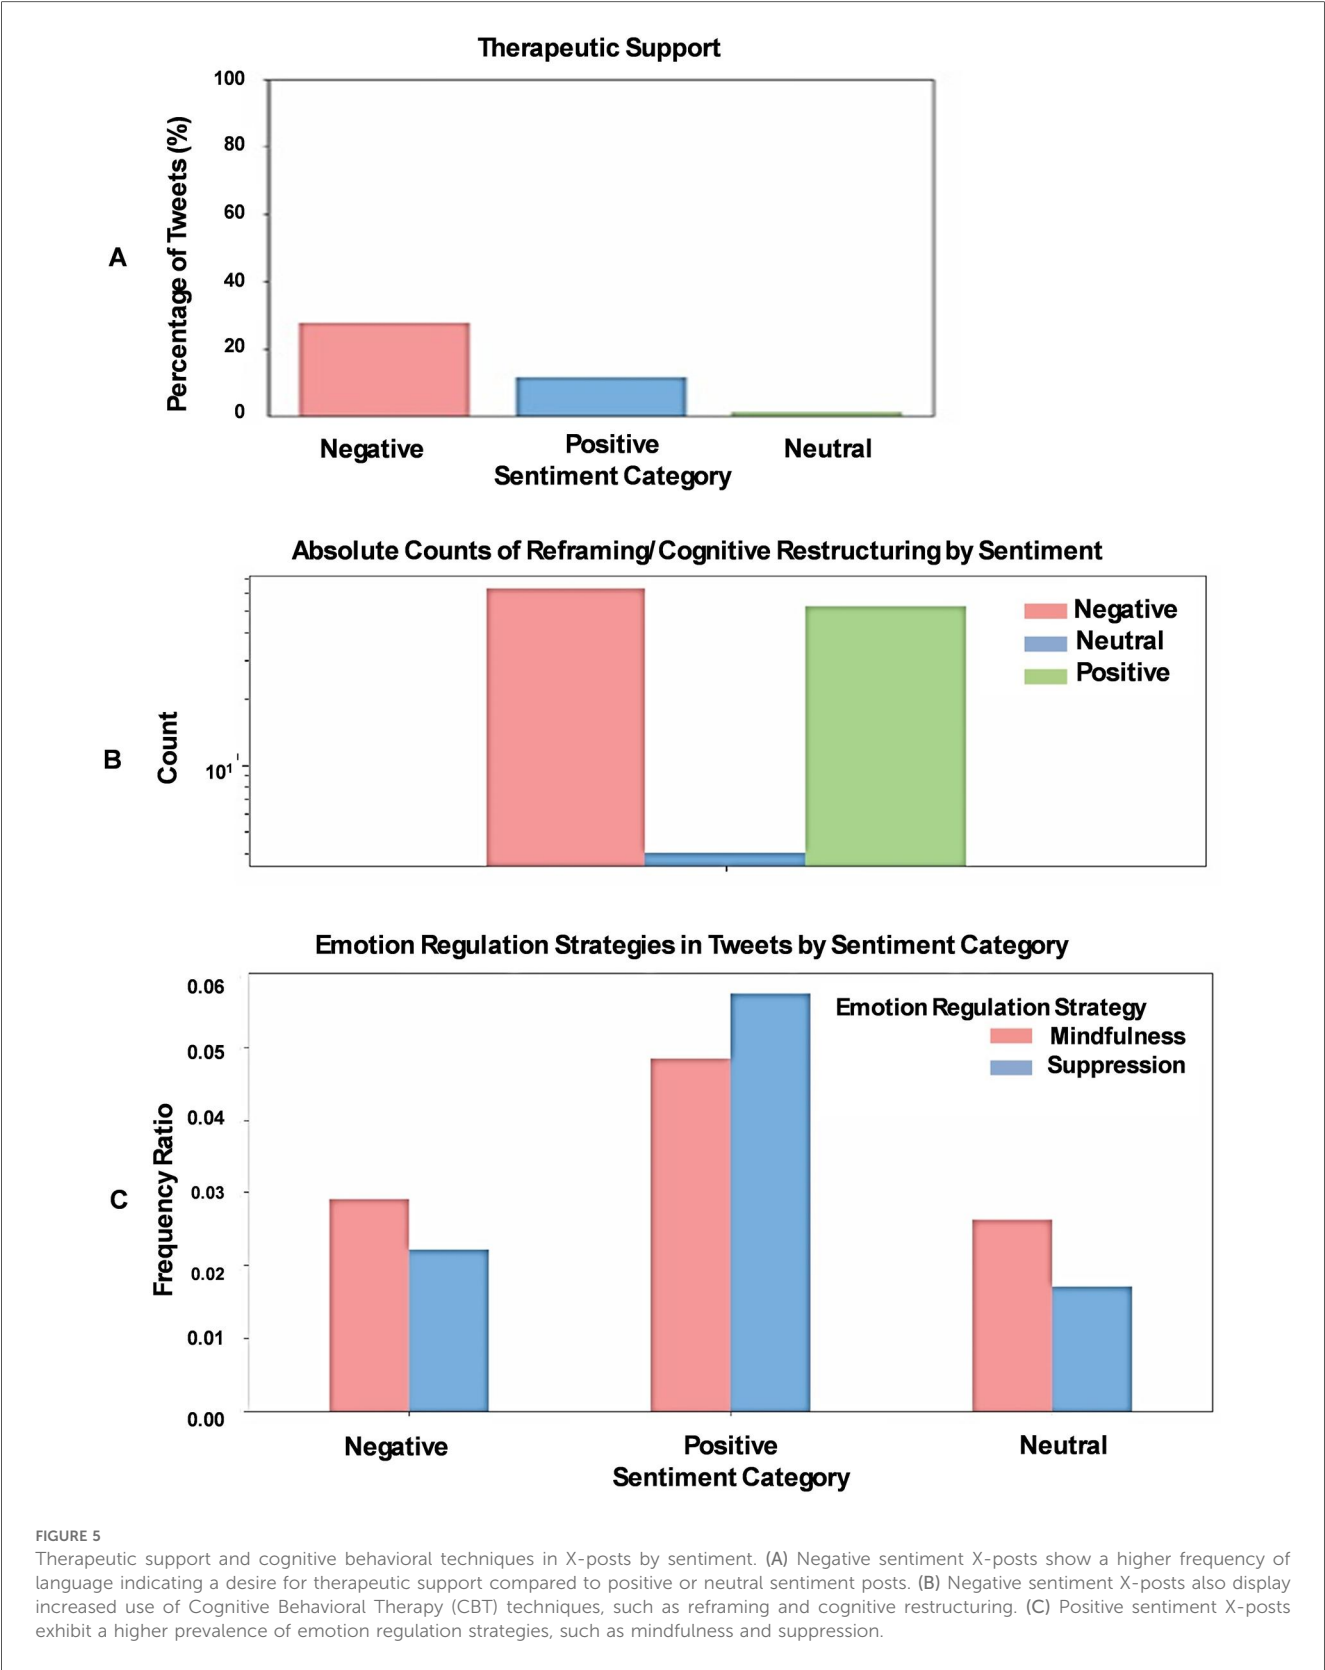 Therapeutic Support
100
80
60
40
20
0
Percentage of Tweets (%)
A
Negative
Positive
Neutral
Sentiment Category
Absolute Counts of Reframing/Cognitive Restructuring by Sentiment
Negative
Neutral
Positive
Count
B
10¹
Emotion Regulation Strategies in Tweets by Sentiment Category
0.06
0.05
0.04
0.03
0.02
0.01
0.00
Emotion Regulation Strategy
Mindfulness
Suppression
Frequency Ratio
C
Negative
Positive
Neutral
Sentiment Category
FIGURE 5
Therapeutic support and cognitive behavioral techniques in X-posts by sentiment. (A) Negative sentiment X-posts show a higher frequency of
language indicating a desire for therapeutic support compared to positive or neutral sentiment posts. (B) Negative sentiment X-posts also display
increased use of Cognitive Behavioral Therapy (CBT) techniques, such as reframing and cognitive restructuring. (C) Positive sentiment X-posts
exhibit a higher prevalence of emotion regulation strategies, such as mindfulness and suppression.